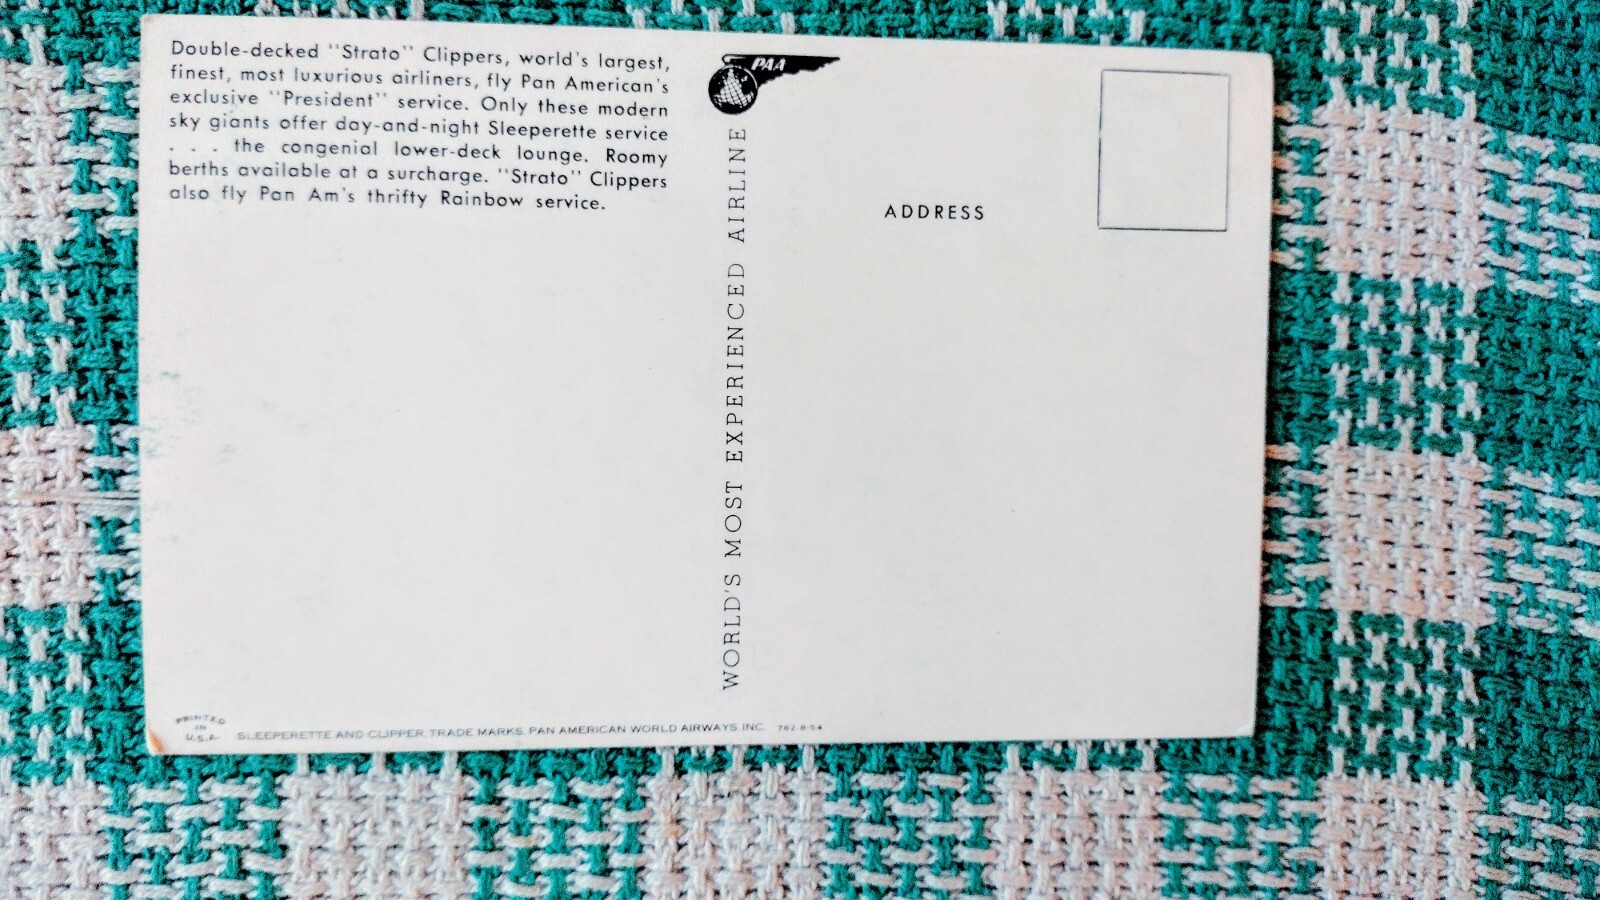 Double-decked "Strato" Clippers, world's largest,
finest, most luxurious airliners, fly Pan American's
exclusive "President" service. Only these modern
sky giants offer day-and-night Sleeperette service
. . . the congenial lower-deck lounge. Roomy
berths available at a surcharge. "Strato" Clippers
also fly Pan Am's thrifty Rainbow service.
PAA
WORLD'S MOST EXPERIENCED AIRLINE
ADDRESS
PRINTED
IN
U.S.A.
SLEEPERETTE AND CLIPPER, TRADE MARKS, PAN AMERICAN WORLD AIRWAYS, INC. 762 8-54